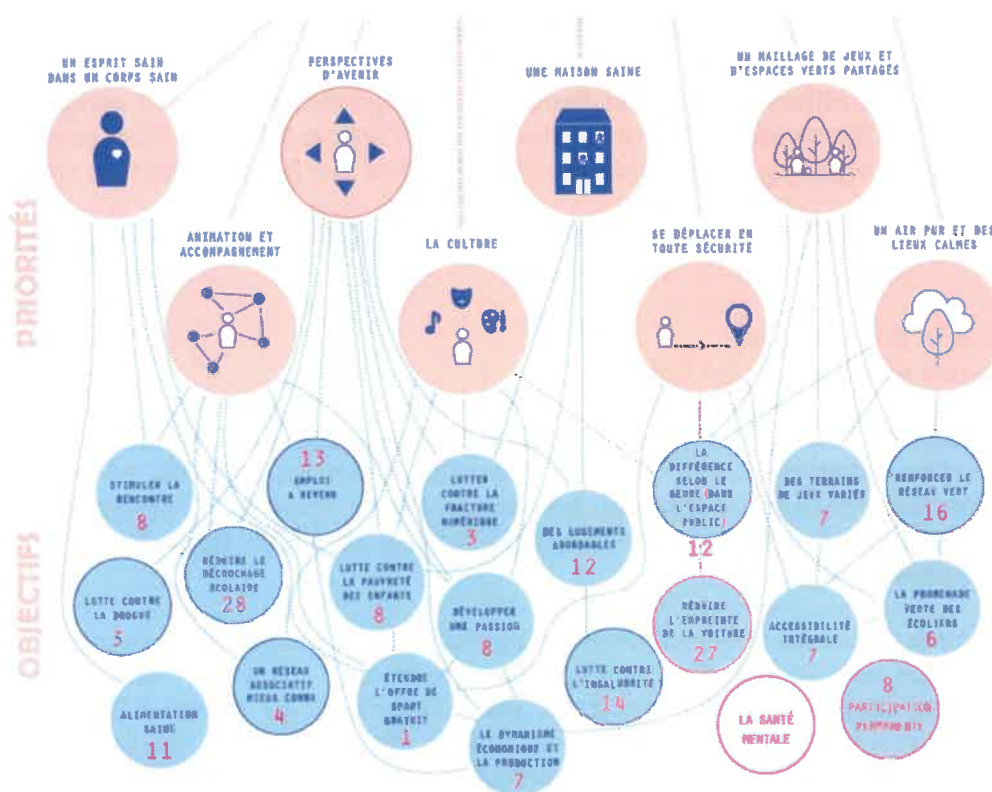 UN ESPRIT SAIN
DANS UN CORPS SAIN
PERSPECTIVES
D'AVENIR
UNE MAISON SAINE
UN MAILLAGE DE JEUX ET
D'ESPACES VERTS PARTAGÉS
PRIORITÉS
ANIMATION ET
ACCOMPAGNEMENT
LA CULTURE
SE DÉPLACER EN
TOUTE SÉCURITÉ
UN AIR PUR ET DES
LIEUX CALMES
OBJECTIFS
STIMULER LA
RENCONTRE
8
13
EMPLOI
& REVENU
LUTTER
CONTRE LA
FRACTURE
NUMÉRIQUE
3
LA
DIFFÉRENCE
SELON LE
GENRE (DANS
L'ESPACE
PUBLIC)
12
DES TERRAINS
DE JEUX VARIÉS
7
RENFORCER LE
RÉSEAU VERT
16
DES LOGEMENTS
ABORDABLES
12
LUTTE CONTRE
LA DROGUE
5
RÉDUIRE LE
DÉCROCHAGE
SCOLAIRE
28
LUTTE CONTRE
LA PAUVRETÉ
DES ENFANTS
8
DÉVELOPPER
UNE PASSION
8
RÉDUIRE
L'EMPREINTE
DE LA VOITURE
27
ACCESSIBILITÉ
INTÉGRALE
7
LA PROMENADE
VERTE DES
ÉCOLIERS
6
ALIMENTATION
SAINE
11
UN RÉSEAU
ASSOCIATIF
MIEUX CONNU
4
ÉTENDRE
L'OFFRE DE
SPORT
GRATUIT
1
LE DYNAMISME
ÉCONOMIQUE ET
LA PRODUCTION
7
LUTTE CONTRE
L'INSALUBRITÉ
14
LA SANTÉ
MENTALE
8
PARTICIPATION
PERMANENTE